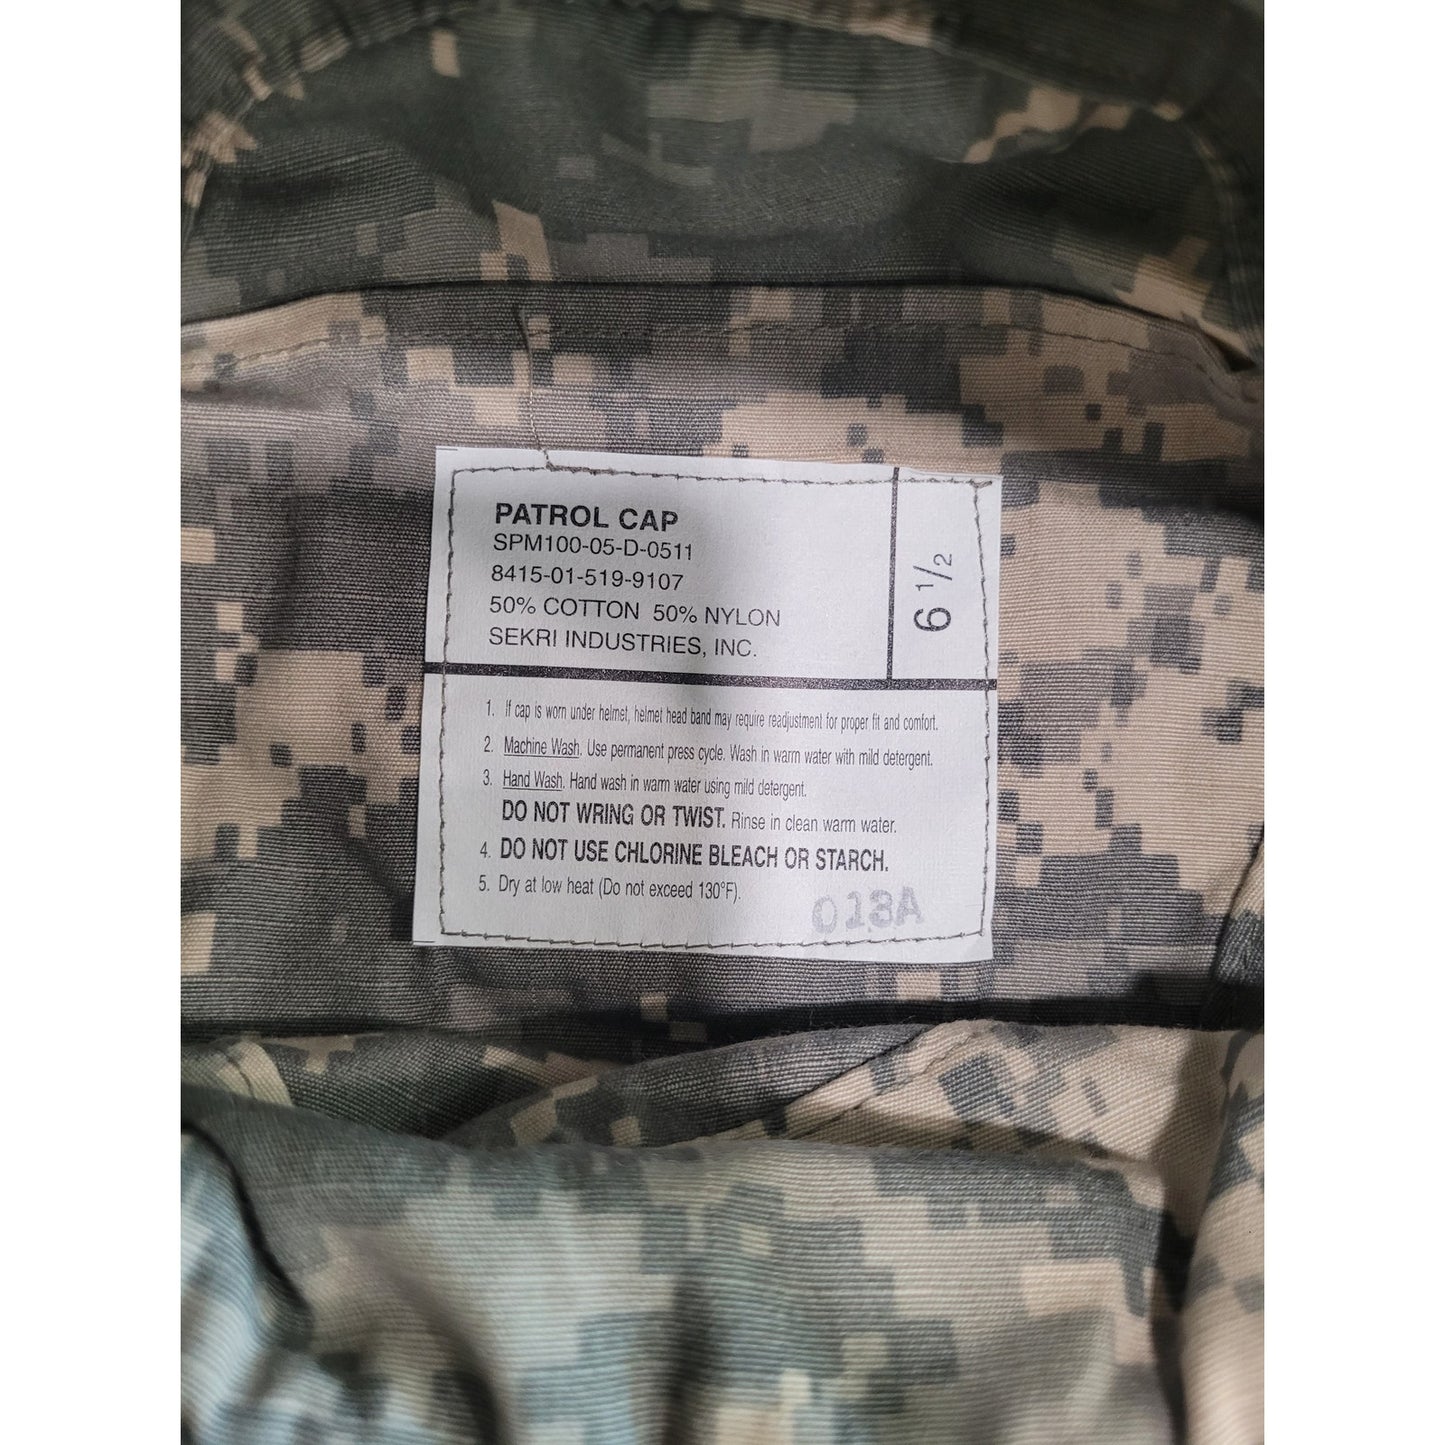 PATROL CAP
SPM100-05-D-0511
8415-01-519-9107
50% COTTON 50% NYLON
SEKRI INDUSTRIES, INC.
6 1/2
1. If cap is worn under helmet, helmet head band may require readjustment for proper fit and comfort.
2. Machine Wash. Use permanent press cycle. Wash in warm water with mild detergent.
3. Hand Wash. Hand wash in warm water using mild detergent.
DO NOT WRING OR TWIST. Rinse in clean warm water.
4. DO NOT USE CHLORINE BLEACH OR STARCH.
5. Dry at low heat (Do not exceed 130°F).
013A